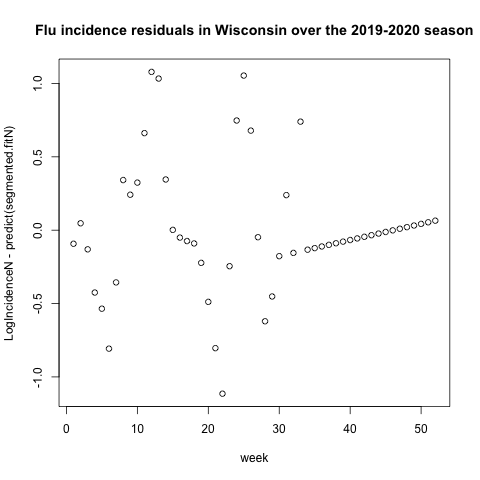 Flu incidence residuals in Wisconsin over the 2019-2020 season
LogIncidenceN - predict(segmented.fitN)
1.0
0.5
0.0
-0.5
-1.0
0 10 20 30 40 50
week